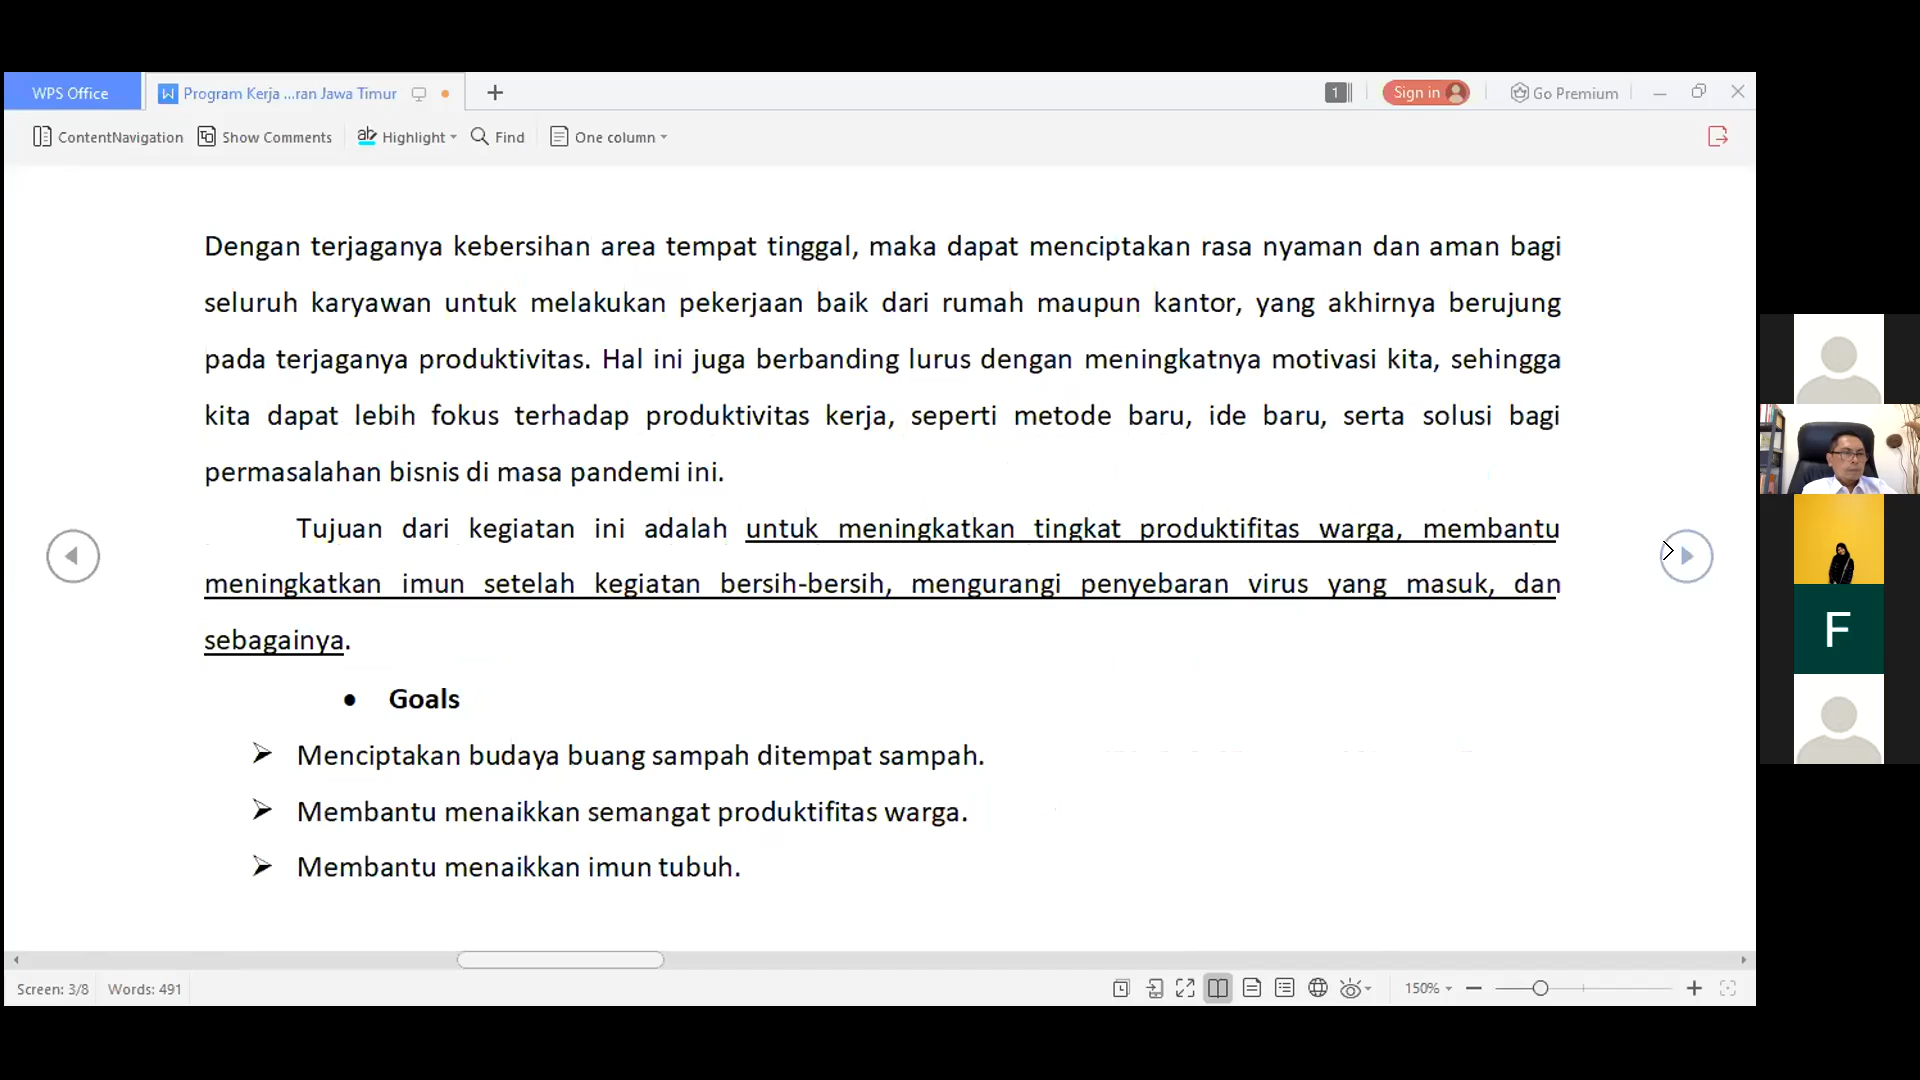 WPS Office
Program Kerja ...ran Jawa Timur
1
Sign in
Go Premium
ContentNavigation
Show Comments
Highlight
Find
One column
Dengan terjaganya kebersihan area tempat tinggal, maka dapat menciptakan rasa nyaman dan aman bagi
seluruh karyawan untuk melakukan pekerjaan baik dari rumah maupun kantor, yang akhirnya berujung
pada terjaganya produktivitas. Hal ini juga berbanding lurus dengan meningkatnya motivasi kita, sehingga
kita dapat lebih fokus terhadap produktivitas kerja, seperti metode baru, ide baru, serta solusi bagi
permasalahan bisnis di masa pandemi ini.
Tujuan dari kegiatan ini adalah untuk meningkatkan tingkat produktifitas warga, membantu
meningkatkan imun setelah kegiatan bersih-bersih, mengurangi penyebaran virus yang masuk, dan
sebagainya.
• Goals
➢ Menciptakan budaya buang sampah ditempat sampah.
➢ Membantu menaikkan semangat produktifitas warga.
➢ Membantu menaikkan imun tubuh.
F
Screen: 3/8
Words: 491
150%